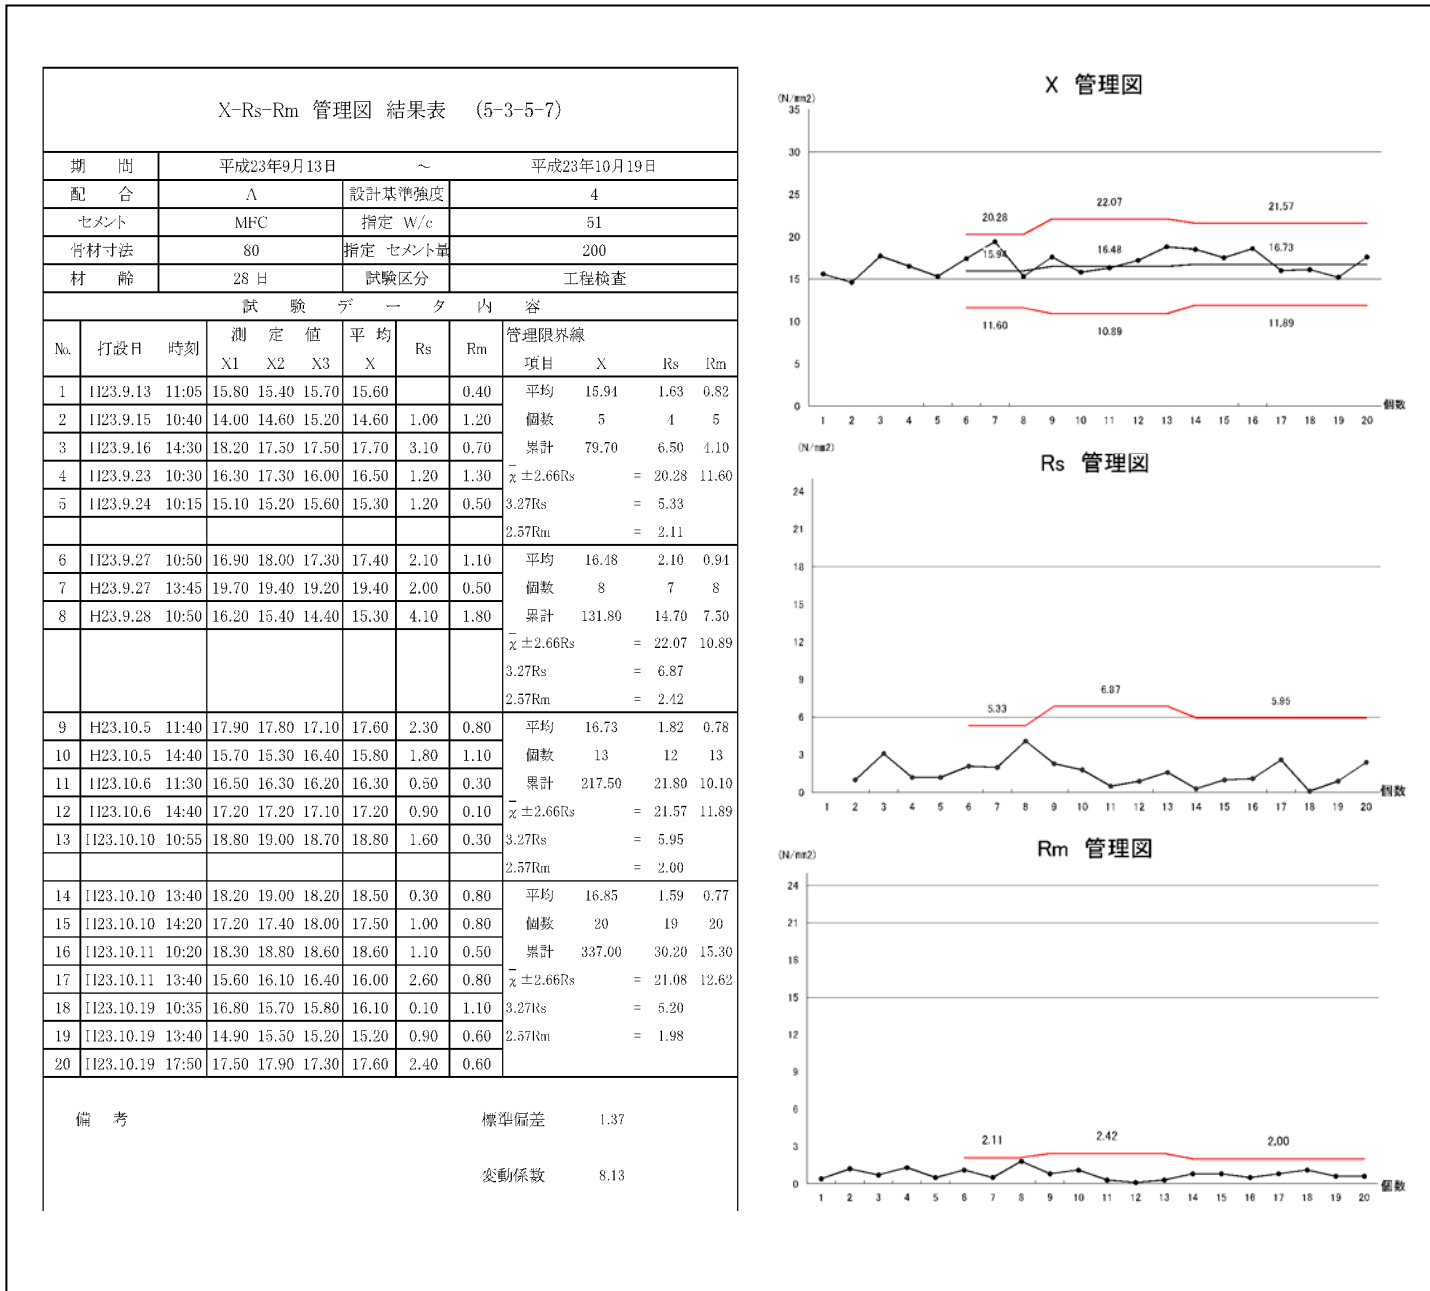 X-Rs-Rm 管理図 結果表 (5-3-5-7)
期 間 平成23年9月13日 ～ 平成23年10月19日
配 合 A 設計基準強度 4
セメント MFC 指定 W/c 51
骨材寸法 80 指定 セメント量 200
材 齢 28 日 試験区分 工程検査
試 験 デ ー タ 内 容
No. 打設日 時刻 測 定 値 平 均 Rs Rm 管理限界線
X1 X2 X3 X 項目 X Rs Rm
1 H23.9.13 11:05 15.80 15.40 15.70 15.60 0.40 平均 15.94 1.63 0.82
2 H23.9.15 10:40 14.00 14.60 15.20 14.60 1.00 1.20 個数 5 4 5
3 H23.9.16 14:30 18.20 17.50 17.50 17.70 3.10 0.70 累計 79.70 6.50 4.10
4 H23.9.23 10:30 16.30 17.30 16.00 16.50 1.20 1.30 χ̄ ±2.66Rs = 20.28 11.60
5 H23.9.24 10:15 15.10 15.20 15.60 15.30 1.20 0.50 3.27Rs = 5.33
2.57Rm = 2.11
6 H23.9.27 10:50 16.90 18.00 17.30 17.40 2.10 1.10 平均 16.48 2.10 0.94
7 H23.9.27 13:45 19.70 19.40 19.20 19.40 2.00 0.50 個数 8 7 8
8 H23.9.28 10:50 16.20 15.40 14.40 15.30 4.10 1.80 累計 131.80 14.70 7.50
χ̄ ±2.66Rs = 22.07 10.89
3.27Rs = 6.87
2.57Rm = 2.42
9 H23.10.5 11:40 17.90 17.80 17.10 17.60 2.30 0.80 平均 16.73 1.82 0.78
10 H23.10.5 14:40 15.70 15.30 16.40 15.80 1.80 1.10 個数 13 12 13
11 H23.10.6 11:30 16.50 16.30 16.20 16.30 0.50 0.30 累計 217.50 21.80 10.10
12 H23.10.6 14:40 17.20 17.20 17.10 17.20 0.90 0.10 χ̄ ±2.66Rs = 21.57 11.89
13 H23.10.10 10:55 18.80 19.00 18.70 18.80 1.60 0.30 3.27Rs = 5.95
2.57Rm = 2.00
14 H23.10.10 13:40 18.20 19.00 18.20 18.50 0.30 0.80 平均 16.85 1.59 0.77
15 H23.10.10 14:20 17.20 17.40 18.00 17.50 1.00 0.80 個数 20 19 20
16 H23.10.11 10:20 18.30 18.80 18.60 18.60 1.10 0.50 累計 337.00 30.20 15.30
17 H23.10.11 13:40 15.60 16.10 16.40 16.00 2.60 0.80 χ̄ ±2.66Rs = 21.08 12.62
18 H23.10.19 10:35 16.80 15.70 15.80 16.10 0.10 1.10 3.27Rs = 5.20
19 H23.10.19 13:40 14.90 15.50 15.20 15.20 0.90 0.60 2.57Rm = 1.98
20 H23.10.19 17:50 17.50 17.90 17.30 17.60 2.40 0.60
備 考 標準偏差 1.37
変動係数 8.13
X 管理図
(N/mm2)
35
30
25
20
15
10
5
0
20.28 22.07 21.57
15.94 16.48 16.73
11.60 10.89 11.89
1 2 3 4 5 6 7 8 9 10 11 12 13 14 15 16 17 18 19 20 個数
Rs 管理図
(N/mm2)
24
21
18
15
12
9
6
3
0
5.33 6.87 5.95
1 2 3 4 5 6 7 8 9 10 11 12 13 14 15 16 17 18 19 20 個数
Rm 管理図
(N/mm2)
24
21
18
15
12
9
6
3
0
2.11 2.42 2.00
1 2 3 4 5 6 7 8 9 10 11 12 13 14 15 16 17 18 19 20 個数